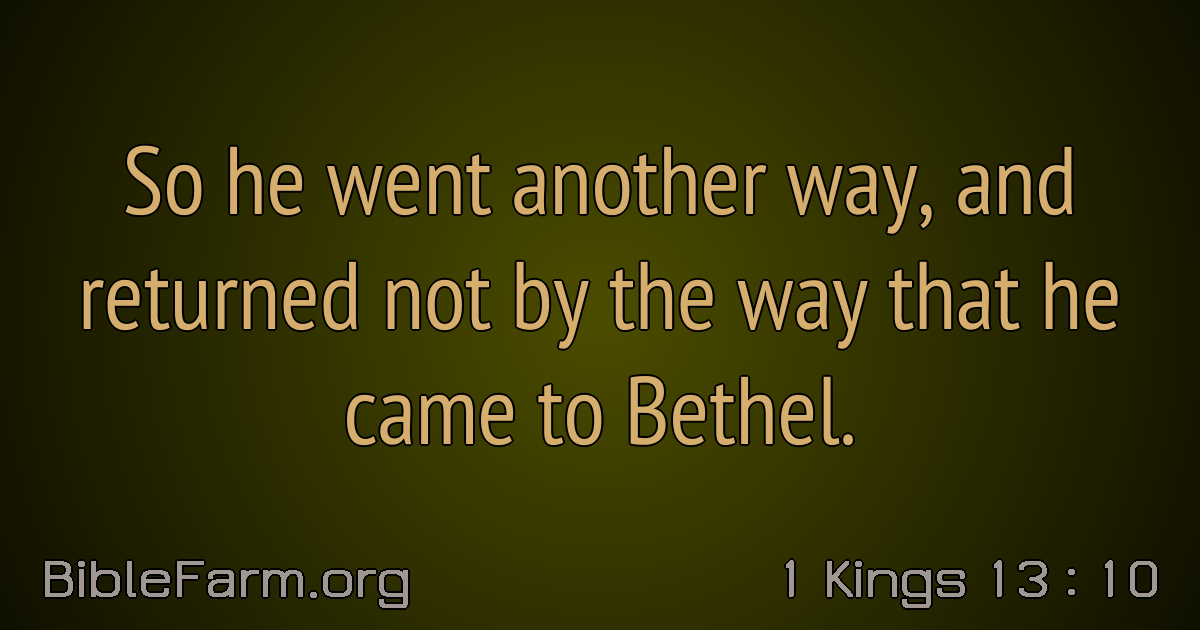 So he went another way, and
returned not by the way that he
came to Bethel.
BibleFarm.org
1 Kings 13 : 10